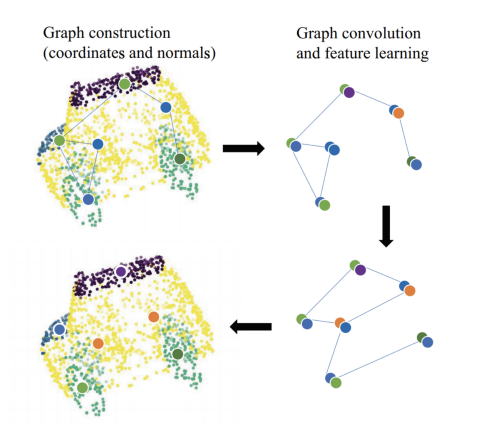 Graph construction
(coordinates and normals)
Graph convolution
and feature learning